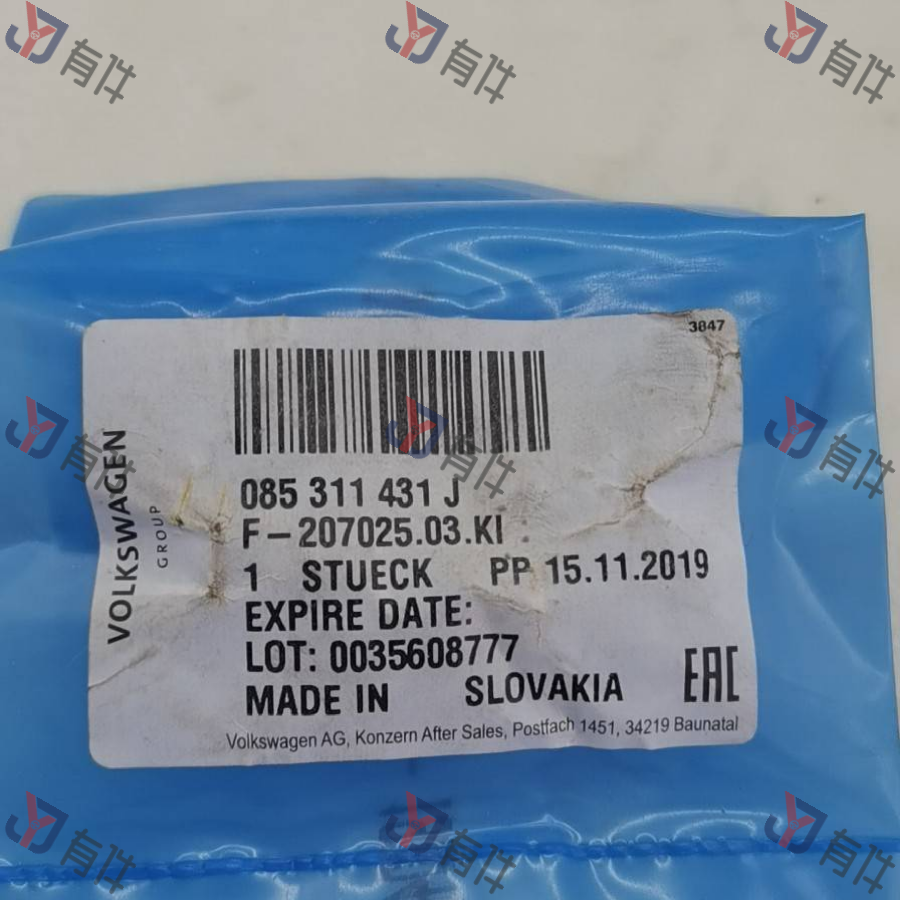 有件
有件
有件
3847
VOLKSWAGEN
GROUP
085 311 431 J
F-207025.03.KI
1 STUECK PP 15.11.2019
EXPIRE DATE:
LOT: 0035608777
MADE IN SLOVAKIA EAC
Volkswagen AG, Konzern After Sales, Postfach 1451, 34219 Baunatal
有件
有件
有件
有件
有件
有件